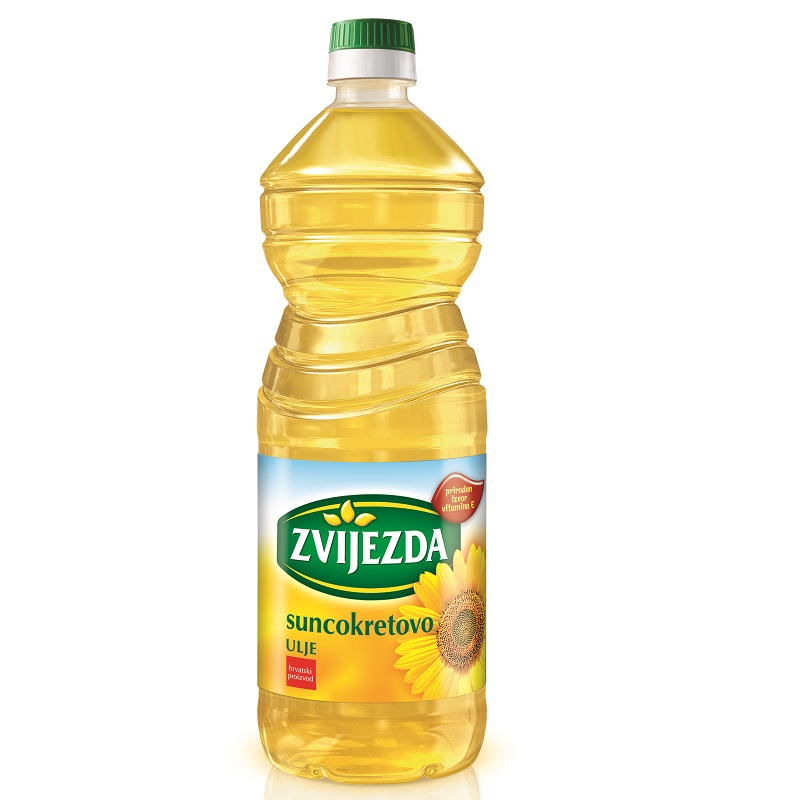 prirodan
izvor
vitamina E
ZVIJEZDA
suncokretovo
ULJE
hrvatski
proizvod